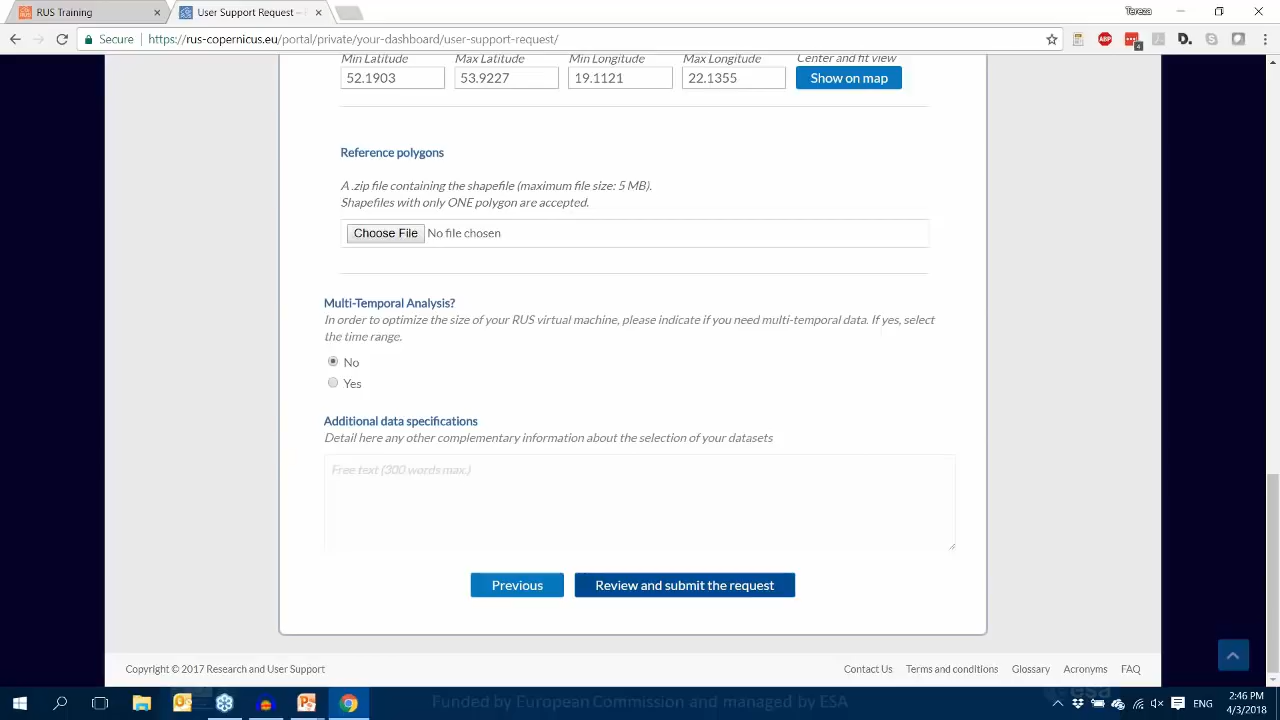 RUS Training
User Support Request –
Teresa
Secure
https://rus-copernicus.eu/portal/private/your-dashboard/user-support-request/
4
Min Latitude
Max Latitude
Min Longitude
Max Longitude
Center and fit view
52.1903
53.9227
19.1121
22.1355
Show on map
Reference polygons
A .zip file containing the shapefile (maximum file size: 5 MB).
Shapefiles with only ONE polygon are accepted.
Choose File No file chosen
Multi-Temporal Analysis?
In order to optimize the size of your RUS virtual machine, please indicate if you need multi-temporal data. If yes, select
the time range.
No
Yes
Additional data specifications
Detail here any other complementary information about the selection of your datasets
Free text (300 words max.)
Previous
Review and submit the request
Copyright © 2017 Research and User Support
Contact Us
Terms and conditions
Glossary
Acronyms
FAQ
esa
Funded by European Commission and managed by ESA
ENG
2:46 PM
4/3/2018